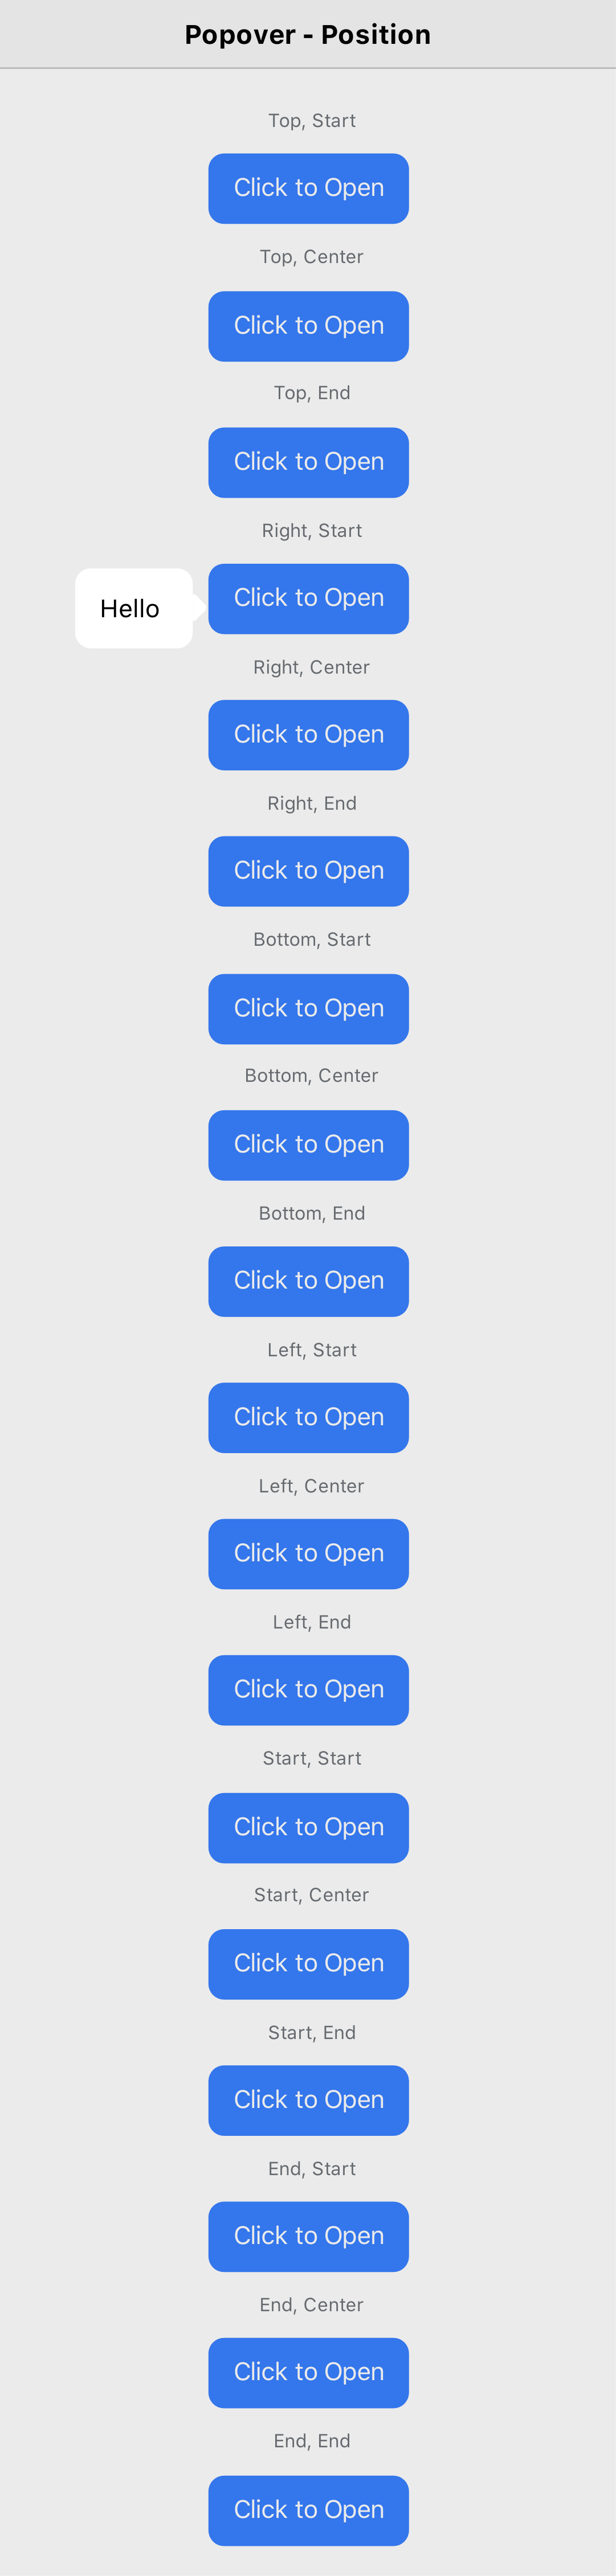 Popover - Position
Top, Start
Click to Open
Top, Center
Click to Open
Top, End
Click to Open
Right, Start
Hello
Click to Open
Right, Center
Click to Open
Right, End
Click to Open
Bottom, Start
Click to Open
Bottom, Center
Click to Open
Bottom, End
Click to Open
Left, Start
Click to Open
Left, Center
Click to Open
Left, End
Click to Open
Start, Start
Click to Open
Start, Center
Click to Open
Start, End
Click to Open
End, Start
Click to Open
End, Center
Click to Open
End, End
Click to Open